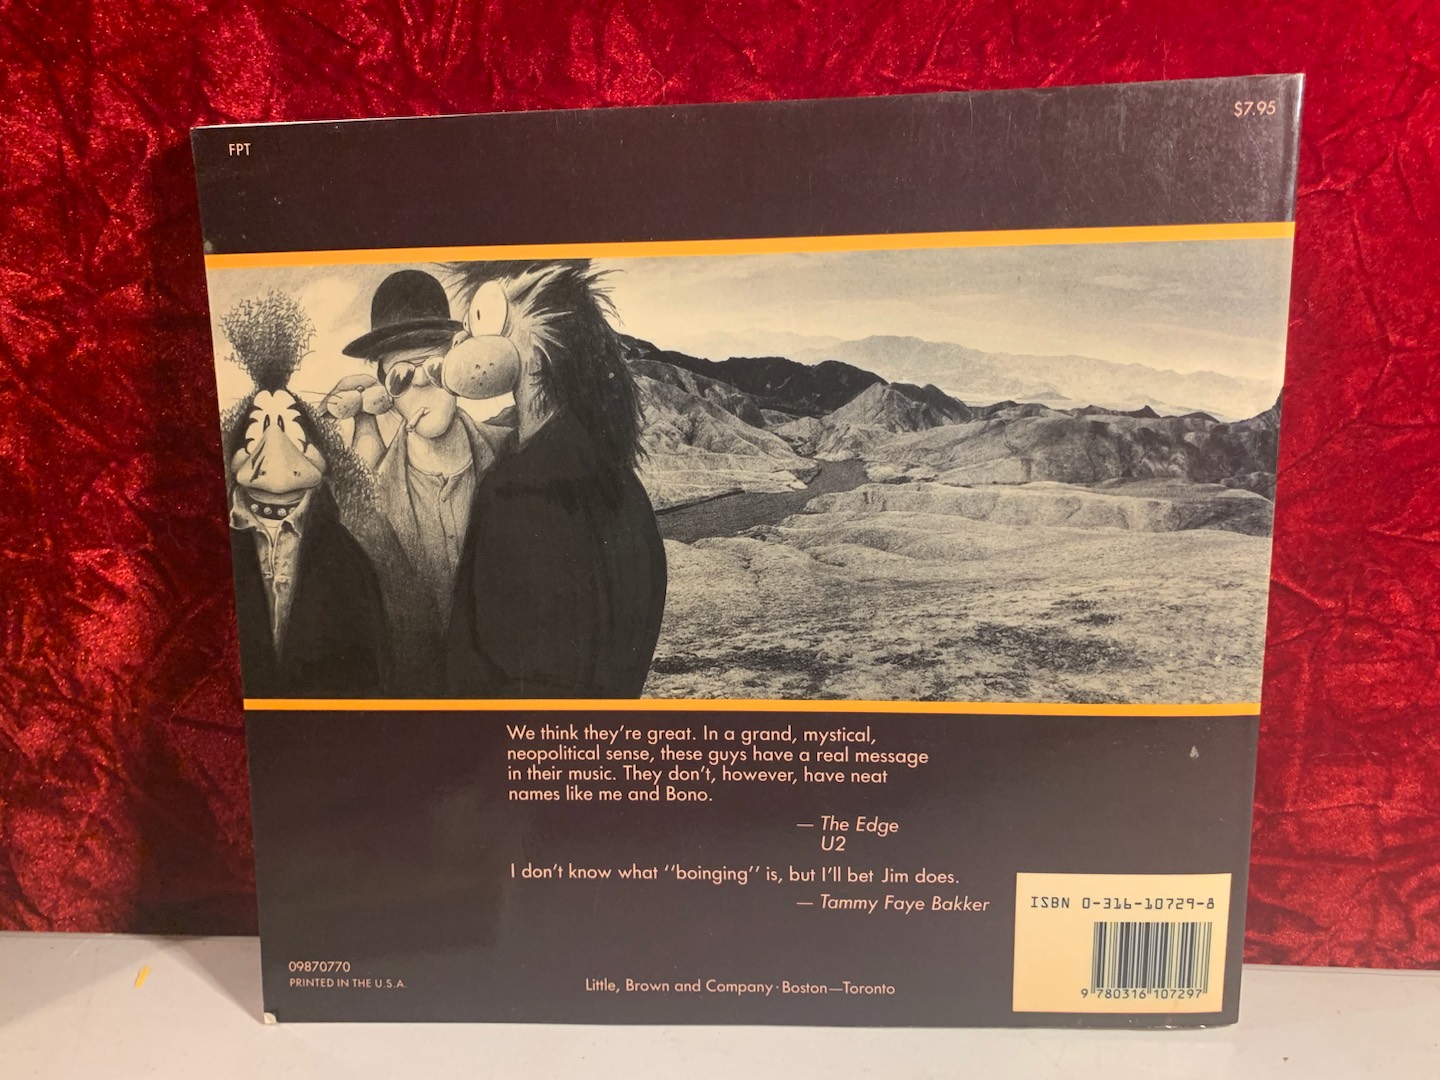 FPT
$7.95
We think they're great. In a grand, mystical,
neopolitical sense, these guys have a real message
in their music. They don't, however, have neat
names like me and Bono.
— The Edge
U2
I don't know what ''boinging'' is, but I'll bet Jim does.
— Tammy Faye Bakker
ISBN 0-316-10729-8
9 780316 107297
09870770
PRINTED IN THE U.S.A.
Little, Brown and Company · Boston—Toronto